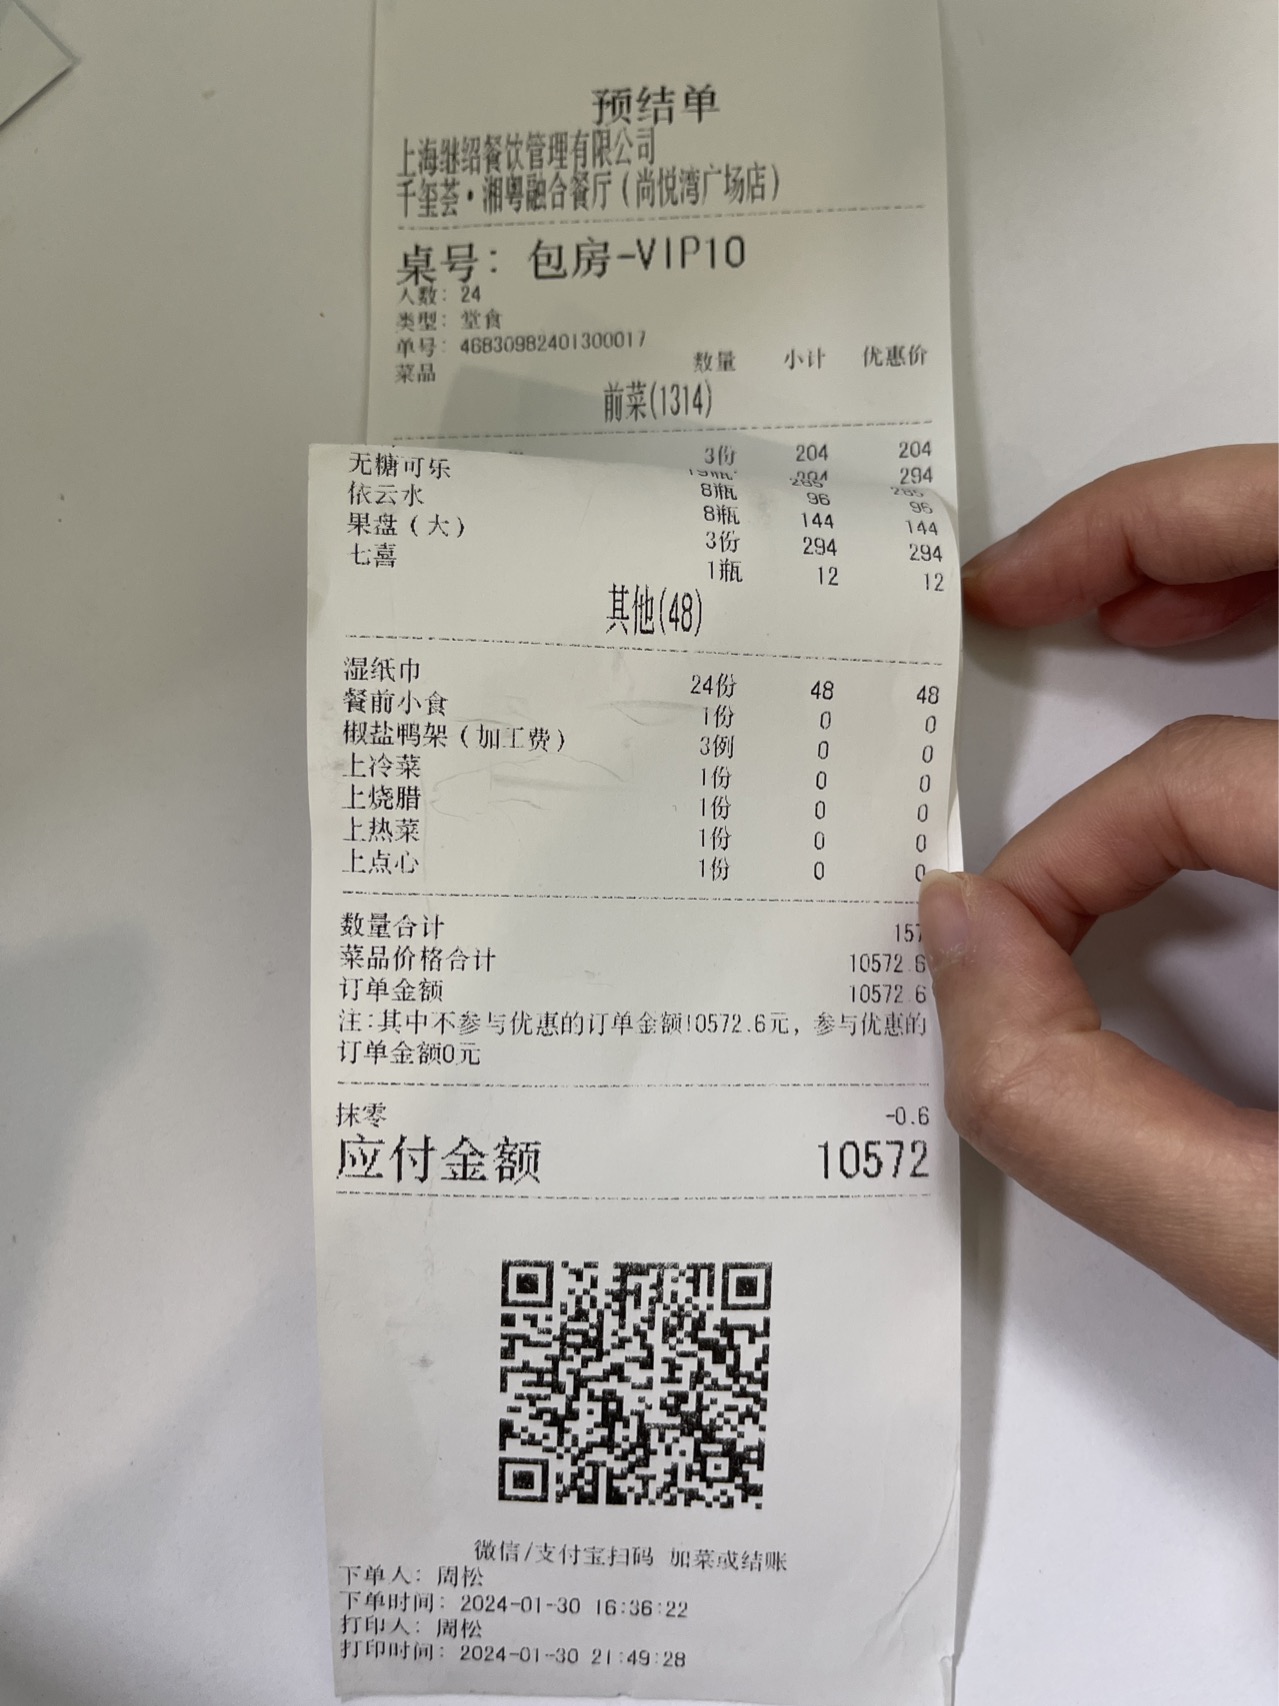 预结单
上海继绍餐饮管理有限公司
千玺荟·湘粤融合餐厅(尚悦湾广场店)
桌号: 包房-VIP10
人数: 24
类型: 堂食
单号: 46830982401300017
菜品 数量 小计 优惠价
前菜(1314)
3份 204 204
294
无糖可乐 8瓶 96 96
依云水 8瓶 144 144
果盘(大) 3份 294 294
七喜 1瓶 12 12
其他(48)
湿纸巾 24份 48 48
餐前小食 1份 0 0
椒盐鸭架(加工费) 3例 0 0
上冷菜 1份 0 0
上烧腊 1份 0 0
上热菜 1份 0 0
上点心 1份 0 0
数量合计 157
菜品价格合计 10572.6
订单金额 10572.6
注:其中不参与优惠的订单金额10572.6元, 参与优惠的
订单金额0元
抹零 -0.6
应付金额 10572
微信/支付宝扫码 加菜或结账
下单人: 周松
下单时间: 2024-01-30 16:36:22
打印人: 周松
打印时间: 2024-01-30 21:49:28